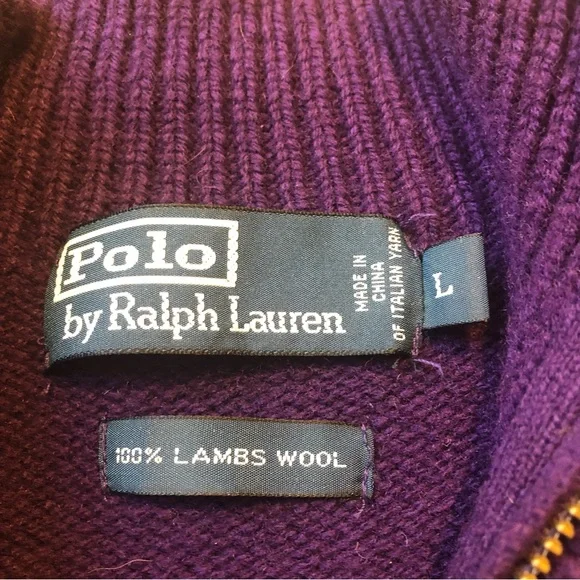 Polo
by Ralph Lauren
MADE IN
CHINA
OF ITALIAN YARN
L
100% LAMBS WOOL